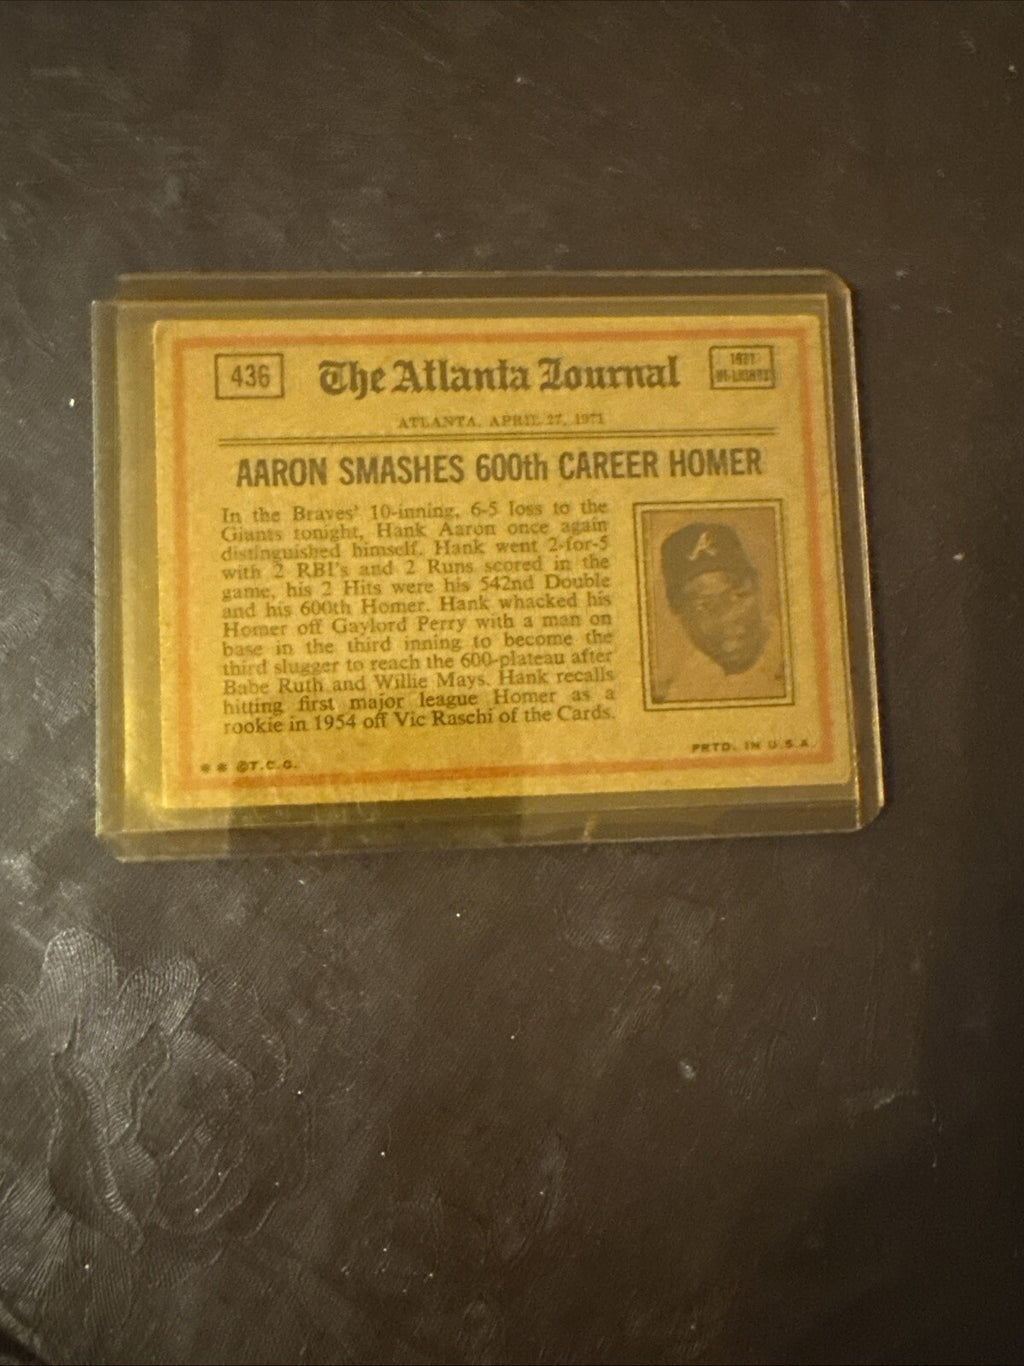 436
The Atlanta Journal
1971
HI-LIGHTS
ATLANTA, APRIL 27, 1971
AARON SMASHES 600th CAREER HOMER
In the Braves' 10-inning, 6-5 loss to the
Giants tonight, Hank Aaron once again
distinguished himself. Hank went 2-for-5
with 2 RBI's and 2 Runs scored in the
game, his 2 Hits were his 542nd Double
and his 600th Homer. Hank whacked his
Homer off Gaylord Perry with a man on
base in the third inning to become the
third slugger to reach the 600-plateau after
Babe Ruth and Willie Mays. Hank recalls
hitting first major league Homer as a
rookie in 1954 off Vic Raschi of the Cards.
A
* * ©T.C.G.
PRTD. IN U.S.A.